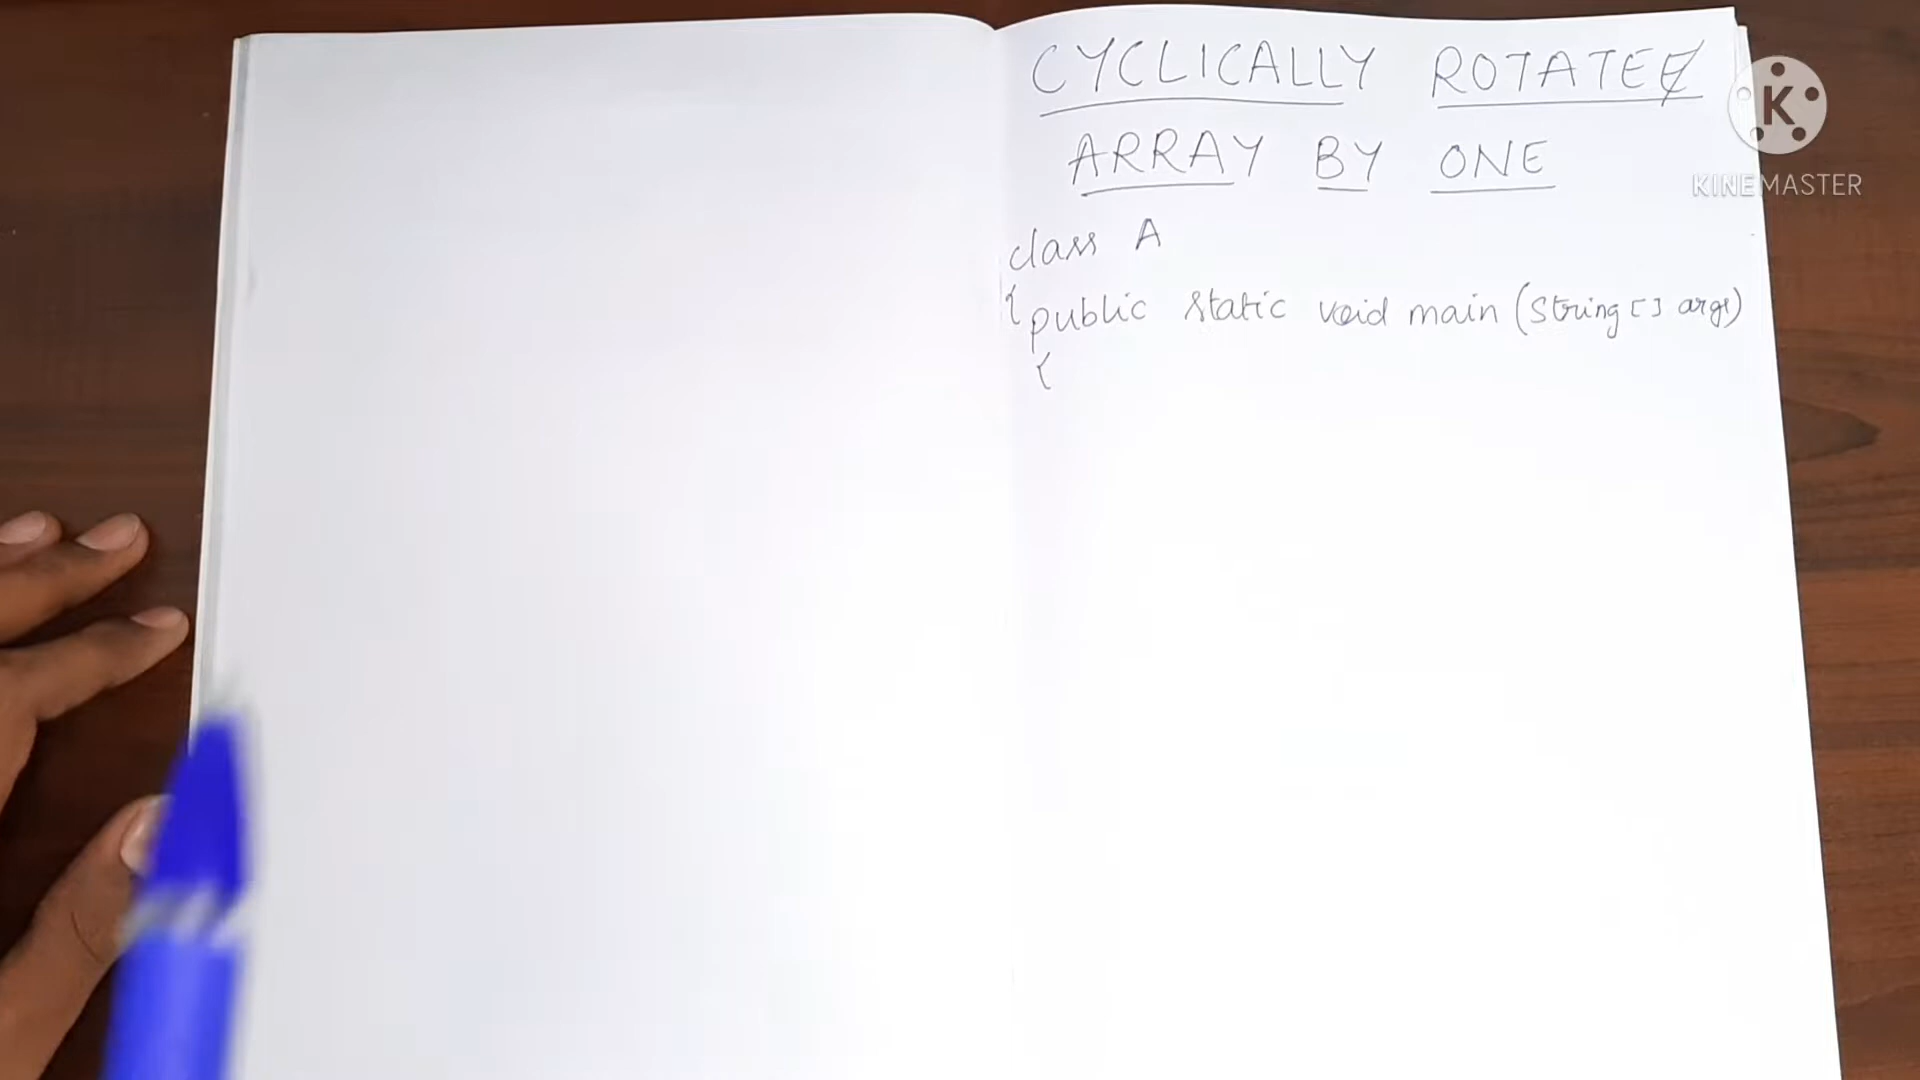 CYCLICALLY ROTATE
ARRAY BY ONE
class A
{ public static void main (String [] args)
{
K
KINEMASTER